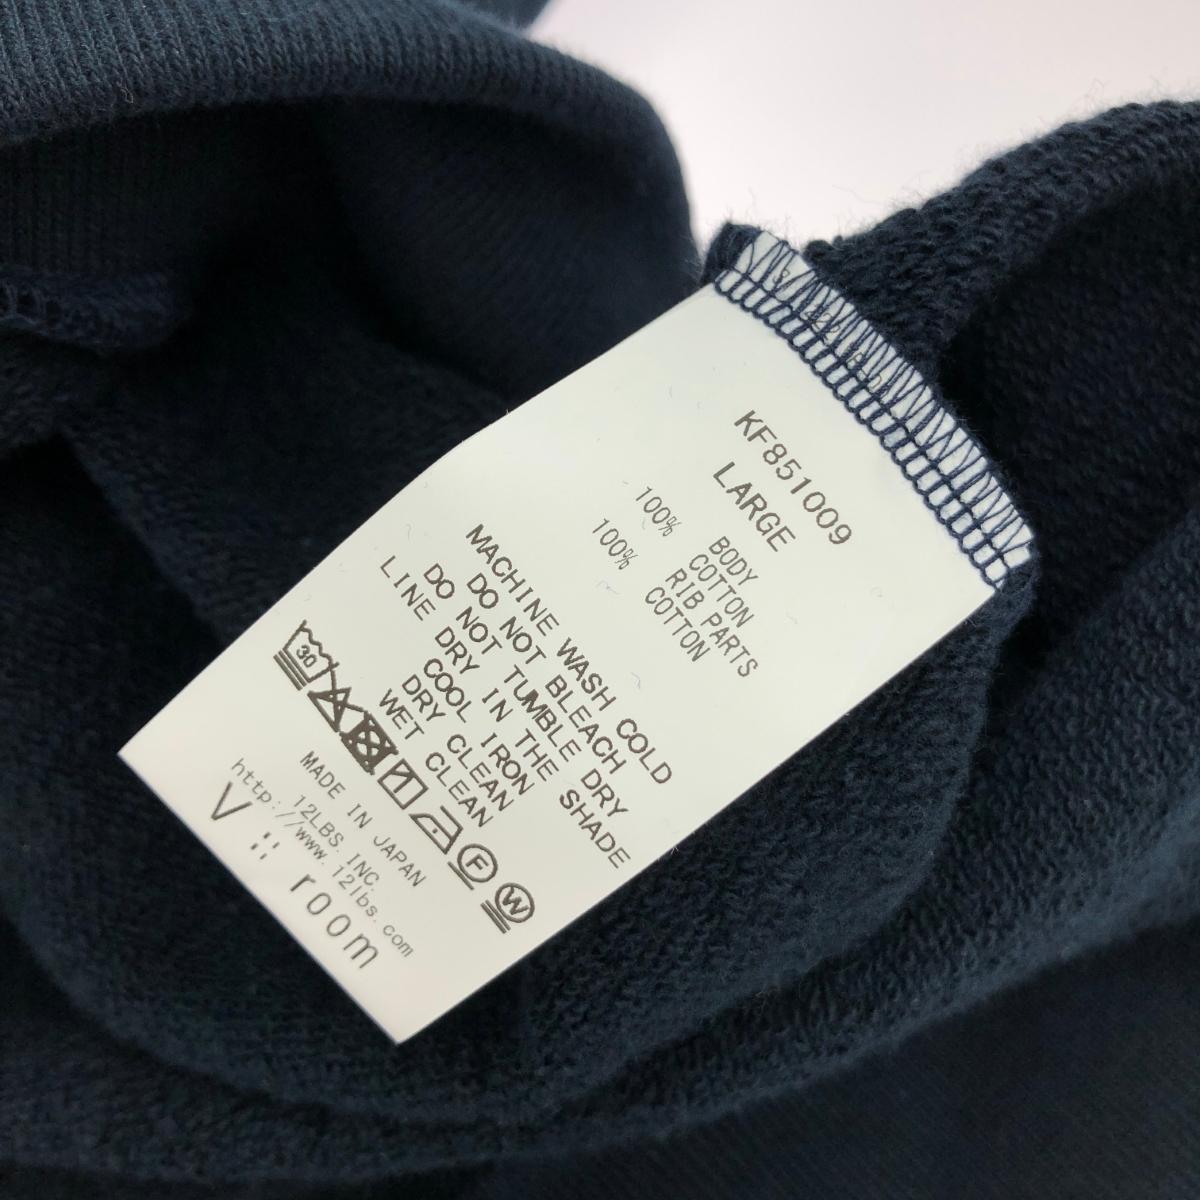 KF851009
LARGE
BODY
100% COTTON
RIB PARTS
100% COTTON
MACHINE WASH COLD
DO NOT BLEACH
DO NOT TUMBLE DRY
LINE DRY IN THE SHADE
COOL IRON
DRY CLEAN
WET CLEAN
30 F W
MADE IN JAPAN
12LBS. INC.
http://www.12lbs.com
V::room